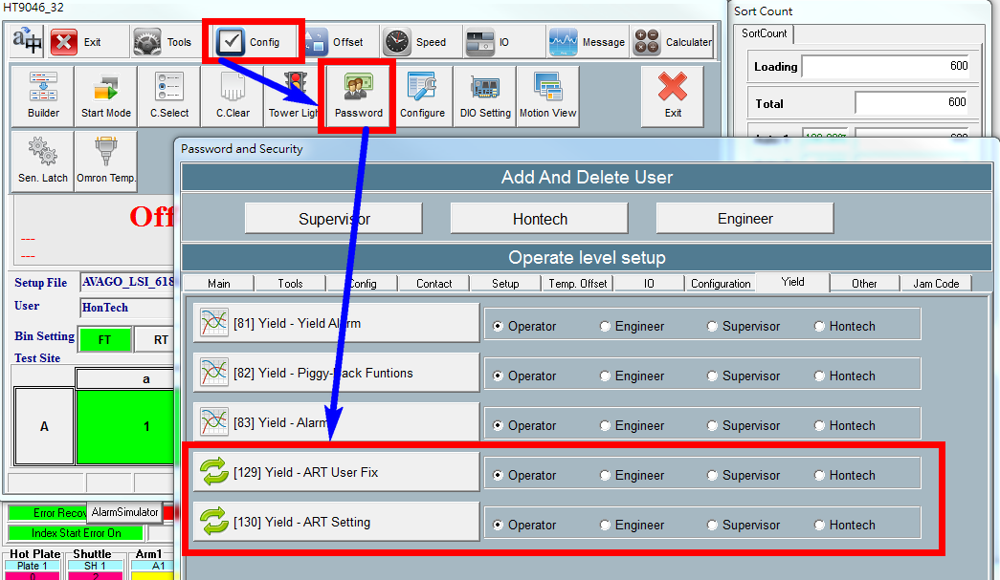 HT9046_32
Exit
Tools
Config
Offset
Speed
IO
Message
Calculater
Builder
Start Mode
C.Select
C.Clear
Tower Ligh
Password
Configure
DIO Setting
Motion View
Exit
Sen. Latch
Omron Temp.
Sort Count
SortCount
Loading 600
Total 600
Off
---
---
Setup File AVAGO_LSI_618
User HonTech
Bin Setting FT RT
Test Site
a
A 1
Error Recov
AlarmSimulator
Index Start Error On
Hot Plate Shuttle Arm1
Plate 1 SH 1 A1
0 2
Password and Security
Add And Delete User
Supervisor Hontech Engineer
Operate level setup
Main Tools Config Contact Setup Temp. Offset IO Configuration Yield Other Jam Code
[81] Yield - Yield Alarm Operator Engineer Supervisor Hontech
[82] Yield - Piggy-Back Funtions Operator Engineer Supervisor Hontech
[83] Yield - Alarm Operator Engineer Supervisor Hontech
[129] Yield - ART User Fix Operator Engineer Supervisor Hontech
[130] Yield - ART Setting Operator Engineer Supervisor Hontech